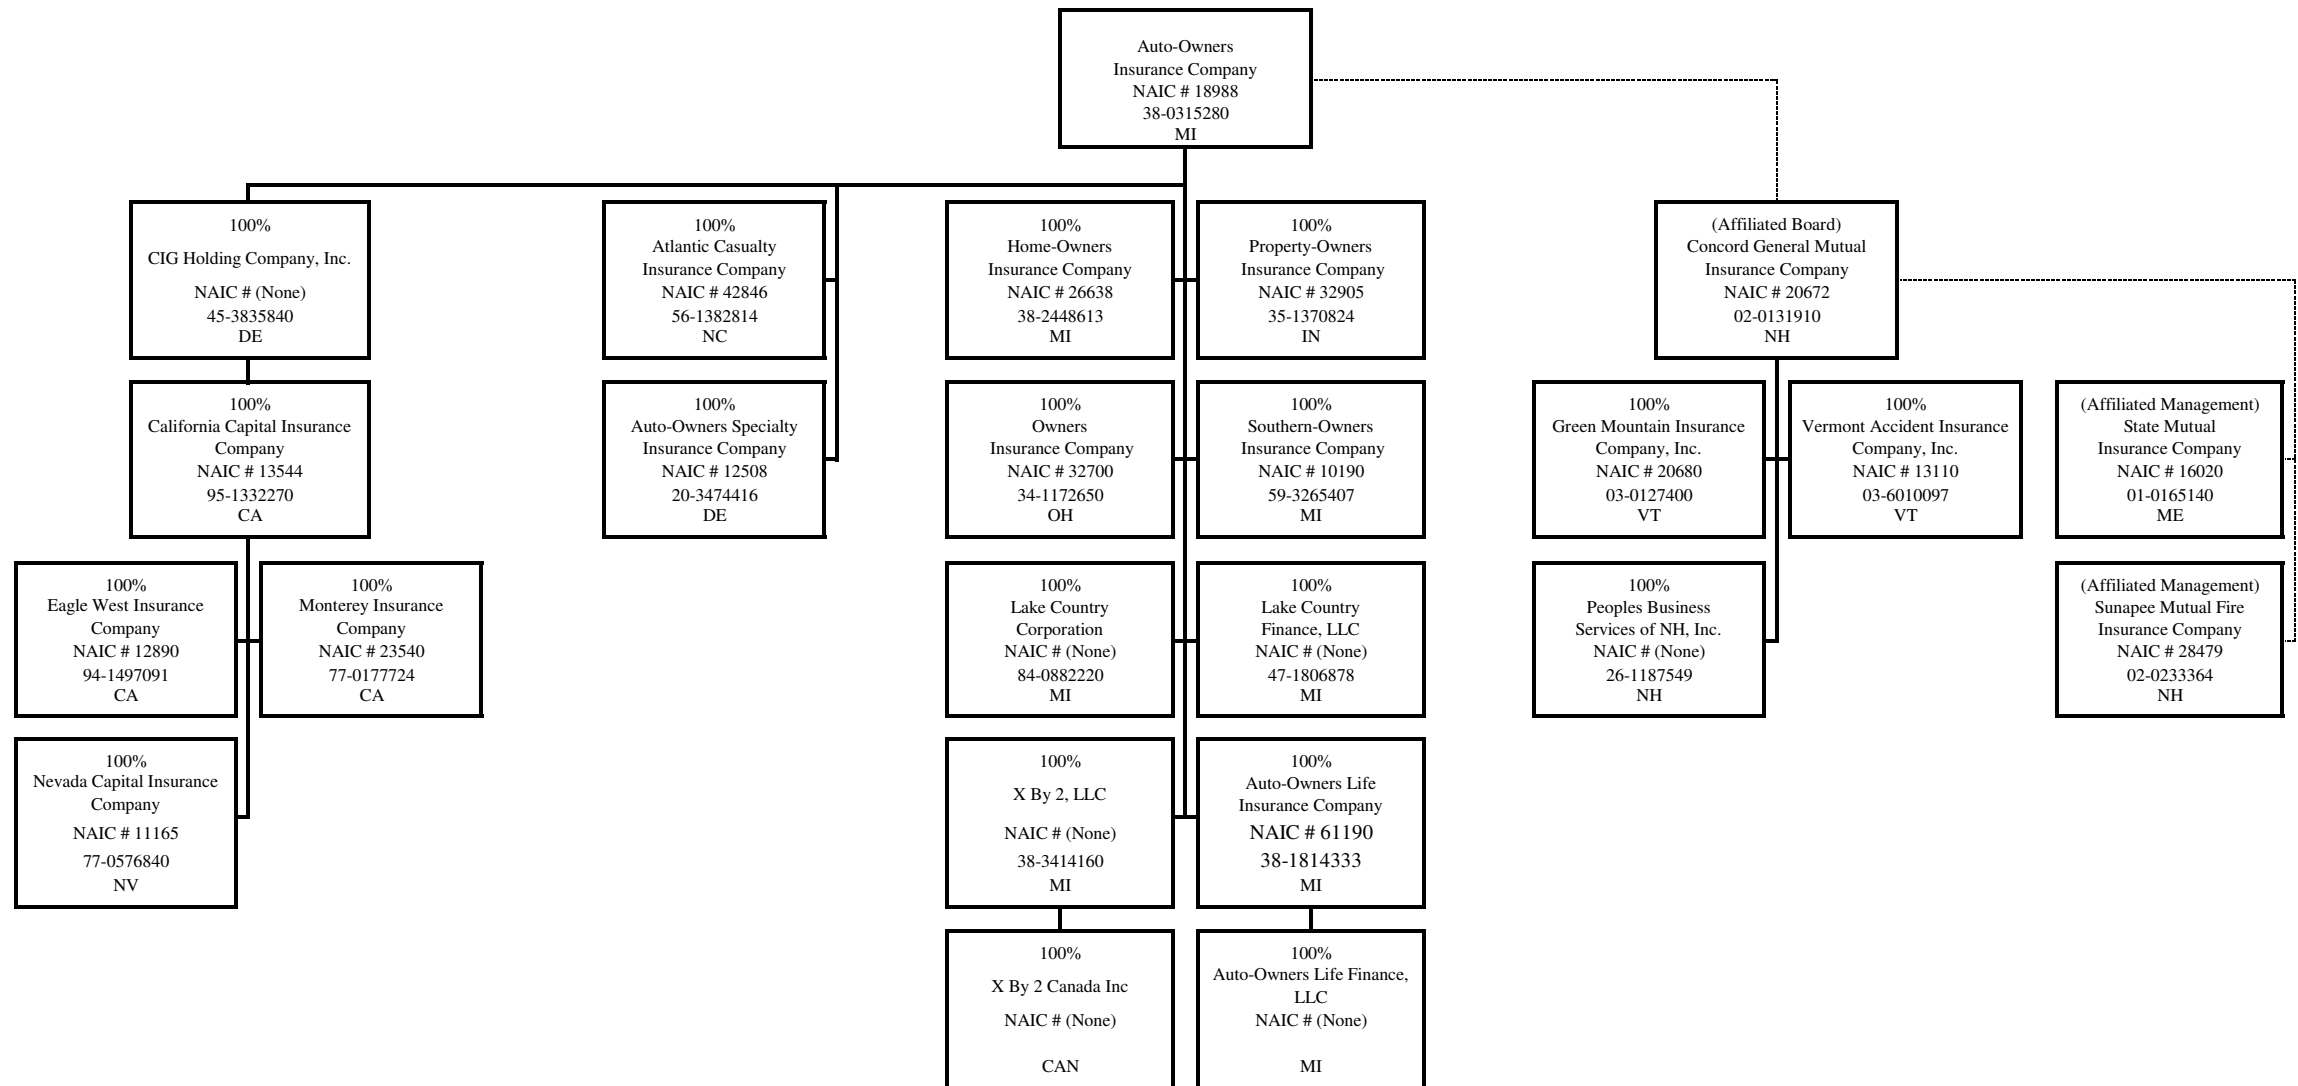 Auto-Owners
Insurance Company
NAIC # 18988
38-0315280
MI
100%
CIG Holding Company, Inc.
NAIC # (None)
45-3835840
DE
100%
Atlantic Casualty
Insurance Company
NAIC # 42846
56-1382814
NC
100%
Home-Owners
Insurance Company
NAIC # 26638
38-2448613
MI
100%
Property-Owners
Insurance Company
NAIC # 32905
35-1370824
IN
(Affiliated Board)
Concord General Mutual
Insurance Company
NAIC # 20672
02-0131910
NH
100%
California Capital Insurance
Company
NAIC # 13544
95-1332270
CA
100%
Auto-Owners Specialty
Insurance Company
NAIC # 12508
20-3474416
DE
100%
Owners
Insurance Company
NAIC # 32700
34-1172650
OH
100%
Southern-Owners
Insurance Company
NAIC # 10190
59-3265407
MI
100%
Green Mountain Insurance
Company, Inc.
NAIC # 20680
03-0127400
VT
100%
Vermont Accident Insurance
Company, Inc.
NAIC # 13110
03-6010097
VT
(Affiliated Management)
State Mutual
Insurance Company
NAIC # 16020
01-0165140
ME
100%
Eagle West Insurance
Company
NAIC # 12890
94-1497091
CA
100%
Monterey Insurance
Company
NAIC # 23540
77-0177724
CA
100%
Lake Country
Corporation
NAIC # (None)
84-0882220
MI
100%
Lake Country
Finance, LLC
NAIC # (None)
47-1806878
MI
100%
Peoples Business
Services of NH, Inc.
NAIC # (None)
26-1187549
NH
(Affiliated Management)
Sunapee Mutual Fire
Insurance Company
NAIC # 28479
02-0233364
NH
100%
Nevada Capital Insurance
Company
NAIC # 11165
77-0576840
NV
100%
X By 2, LLC
NAIC # (None)
38-3414160
MI
100%
Auto-Owners Life
Insurance Company
NAIC # 61190
38-1814333
MI
100%
X By 2 Canada Inc
NAIC # (None)
CAN
100%
Auto-Owners Life Finance,
LLC
NAIC # (None)
MI